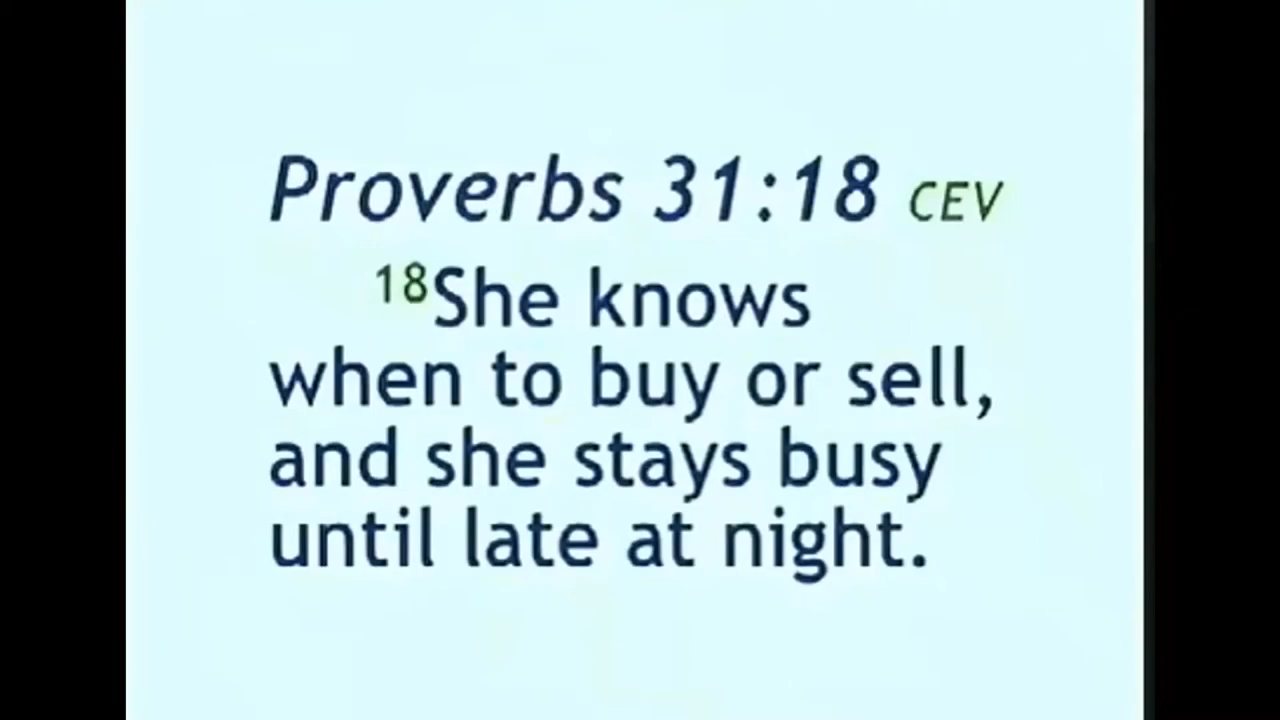 Proverbs 31:18 CEV
18She knows
when to buy or sell,
and she stays busy
until late at night.